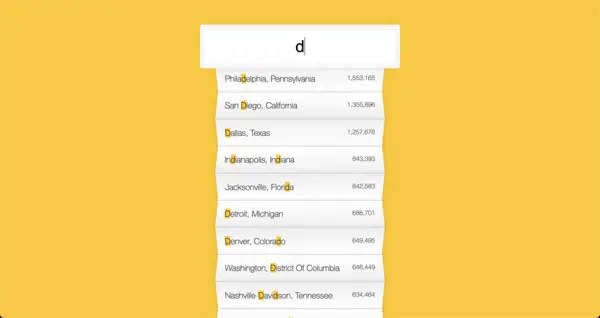 d
Philadelphia, Pennsylvania 1,553,165
San Diego, California 1,355,896
Dallas, Texas 1,257,676
Indianapolis, Indiana 843,393
Jacksonville, Florida 842,583
Detroit, Michigan 688,701
Denver, Colorado 649,495
Washington, District Of Columbia 646,449
Nashville-Davidson, Tennessee 634,464